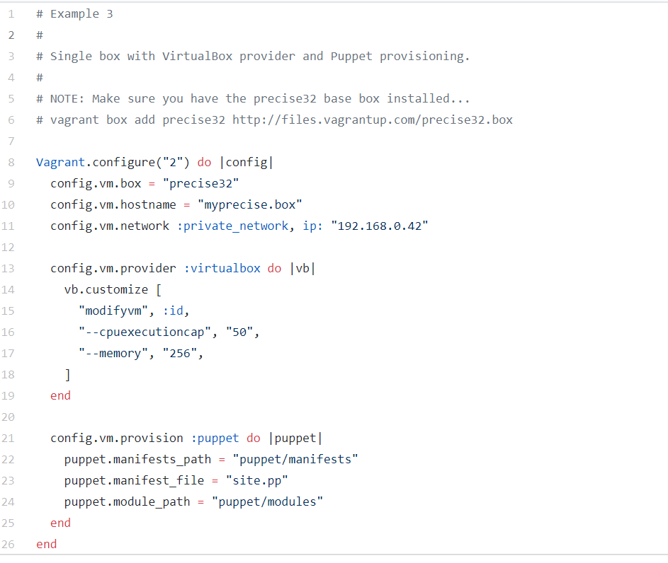 1 # Example 3
2 #
3 # Single box with VirtualBox provider and Puppet provisioning.
4 #
5 # NOTE: Make sure you have the precise32 base box installed...
6 # vagrant box add precise32 http://files.vagrantup.com/precise32.box
7
8 Vagrant.configure("2") do |config|
9   config.vm.box = "precise32"
10   config.vm.hostname = "myprecise.box"
11   config.vm.network :private_network, ip: "192.168.0.42"
12
13   config.vm.provider :virtualbox do |vb|
14     vb.customize [
15       "modifyvm", :id,
16       "--cpuexecutioncap", "50",
17       "--memory", "256",
18     ]
19   end
20
21   config.vm.provision :puppet do |puppet|
22     puppet.manifests_path = "puppet/manifests"
23     puppet.manifest_file = "site.pp"
24     puppet.module_path = "puppet/modules"
25   end
26 end